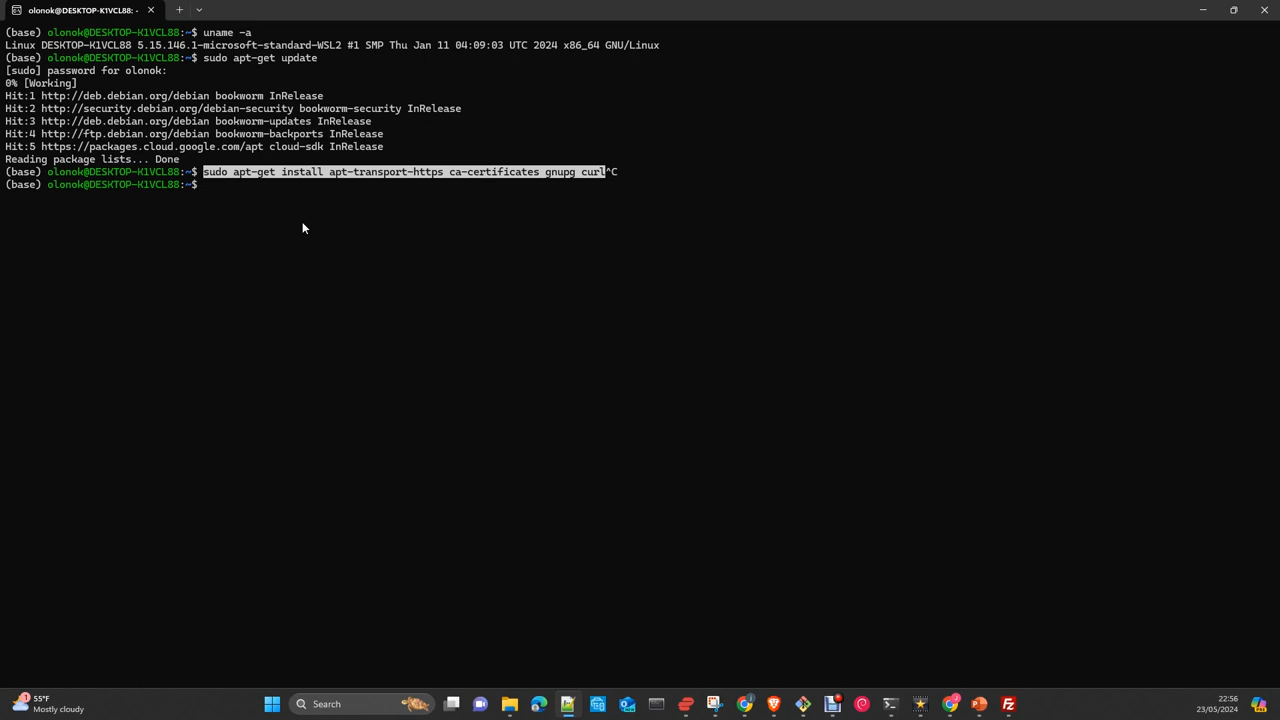 olonok@DESKTOP-K1VCL88: ~
(base) olonok@DESKTOP-K1VCL88:~$ uname -a
Linux DESKTOP-K1VCL88 5.15.146.1-microsoft-standard-WSL2 #1 SMP Thu Jan 11 04:09:03 UTC 2024 x86_64 GNU/Linux
(base) olonok@DESKTOP-K1VCL88:~$ sudo apt-get update
[sudo] password for olonok:
0% [Working]
Hit:1 http://deb.debian.org/debian bookworm InRelease
Hit:2 http://security.debian.org/debian-security bookworm-security InRelease
Hit:3 http://deb.debian.org/debian bookworm-updates InRelease
Hit:4 http://ftp.debian.org/debian bookworm-backports InRelease
Hit:5 https://packages.cloud.google.com/apt cloud-sdk InRelease
Reading package lists... Done
(base) olonok@DESKTOP-K1VCL88:~$ sudo apt-get install apt-transport-https ca-certificates gnupg curl^C
(base) olonok@DESKTOP-K1VCL88:~$
1
55°F
Mostly cloudy
Search
22:56
23/05/2024